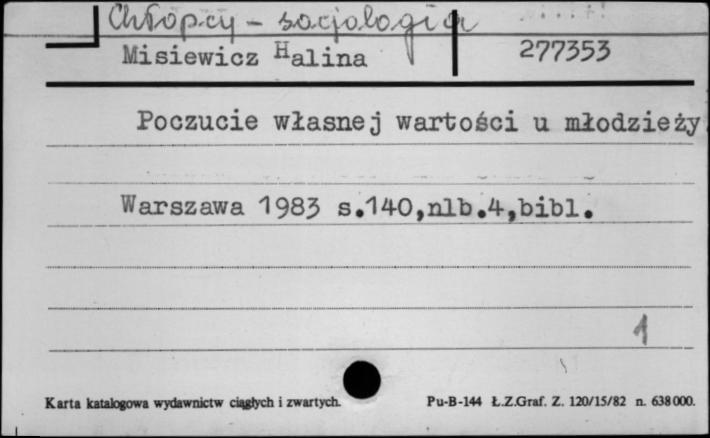 Chłopcy - socjologia
Misiewicz Halina 277353
Poczucie własnej wartości u młodzieży
Warszawa 1983 s.140,nlb.4,bibl.
1
Karta katalogowa wydawnictw ciągłych i zwartych. Pu-B-144 Ł.Z.Graf. Z. 120/15/82 n. 638000.